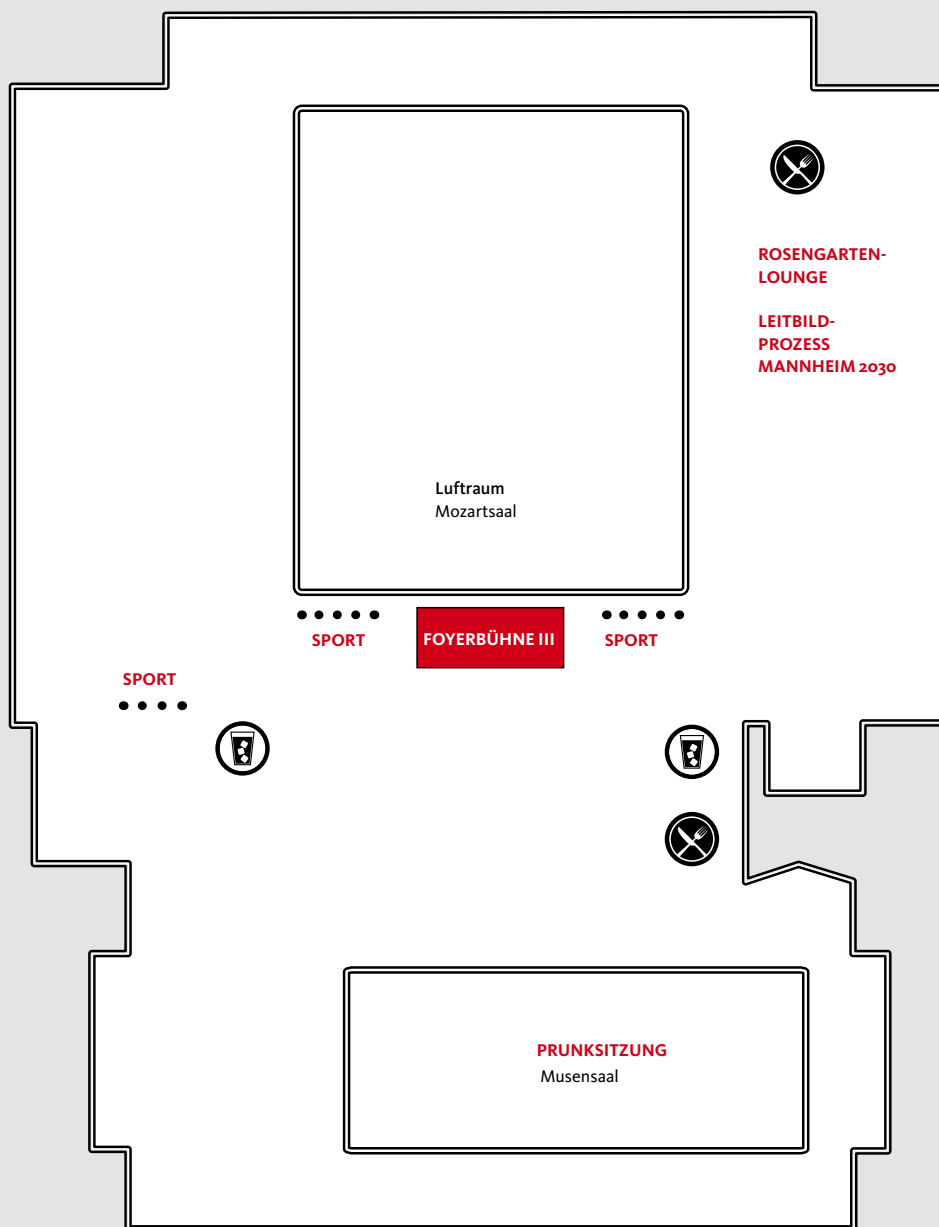 ROSENGARTEN-
LOUNGE
LEITBILD-
PROZESS
MANNHEIM 2030
Luftraum
Mozartsaal
SPORT
FOYERBÜHNE III
SPORT
SPORT
PRUNKSITZUNG
Musensaal